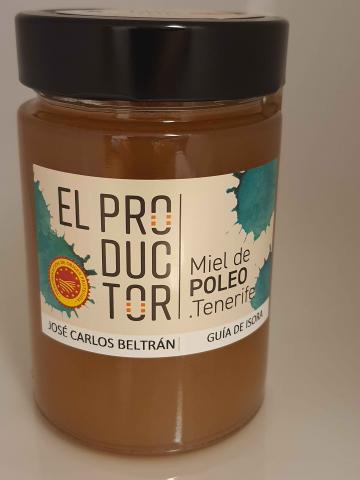 EL PRO
DUC
TOR
Miel de
POLEO
.Tenerife
JOSÉ CARLOS BELTRÁN
GUÍA DE ISORA